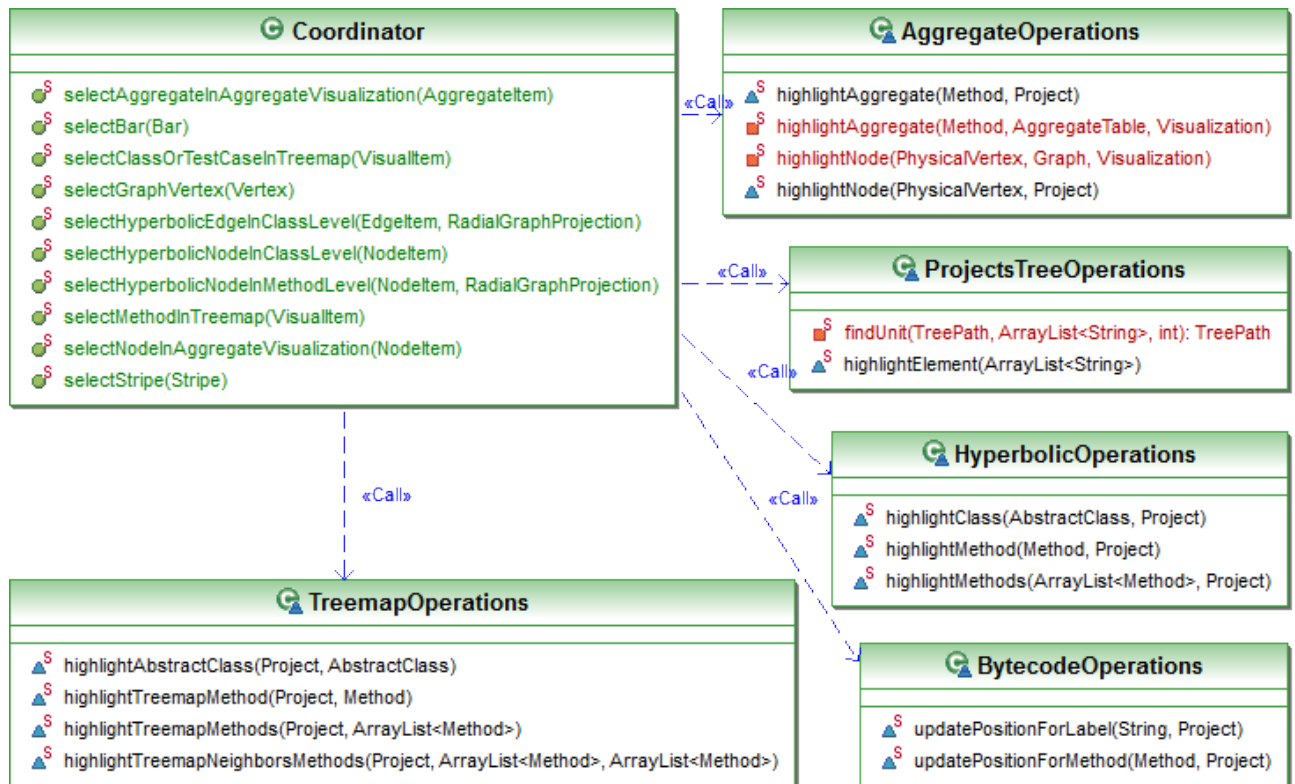 Coordinator
selectAggregateInAggregateVisualization(AggregateItem)
selectBar(Bar)
selectClassOrTestCaseInTreemap(VisualItem)
selectGraphVertex(Vertex)
selectHyperbolicEdgeInClassLevel(EdgeItem, RadialGraphProjection)
selectHyperbolicNodeInClassLevel(NodeItem)
selectHyperbolicNodeInMethodLevel(NodeItem, RadialGraphProjection)
selectMethodInTreemap(VisualItem)
selectNodeInAggregateVisualization(NodeItem)
selectStripe(Stripe)
«Call»
AggregateOperations
highlightAggregate(Method, Project)
highlightAggregate(Method, AggregateTable, Visualization)
highlightNode(PhysicalVertex, Graph, Visualization)
highlightNode(PhysicalVertex, Project)
«Call»
ProjectsTreeOperations
findUnit(TreePath, ArrayList<String>, int): TreePath
highlightElement(ArrayList<String>)
«Call»
HyperbolicOperations
highlightClass(AbstractClass, Project)
highlightMethod(Method, Project)
highlightMethods(ArrayList<Method>, Project)
«Call»
«Call»
TreemapOperations
highlightAbstractClass(Project, AbstractClass)
highlightTreemapMethod(Project, Method)
highlightTreemapMethods(Project, ArrayList<Method>)
highlightTreemapNeighborsMethods(Project, ArrayList<Method>, ArrayList<Method>)
BytecodeOperations
updatePositionForLabel(String, Project)
updatePositionForMethod(Method, Project)